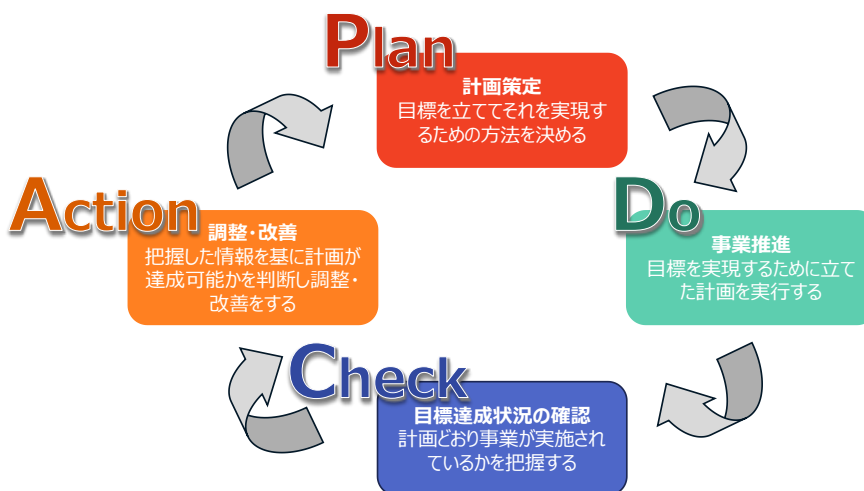 Plan
計画策定
目標を立ててそれを実現す
るための方法を決める
Do
事業推進
目標を実現するために立て
た計画を実行する
Check
目標達成状況の確認
計画どおり事業が実施され
ているかを把握する
Action
調整・改善
把握した情報を基に計画が
達成可能かを判断し調整・
改善をする